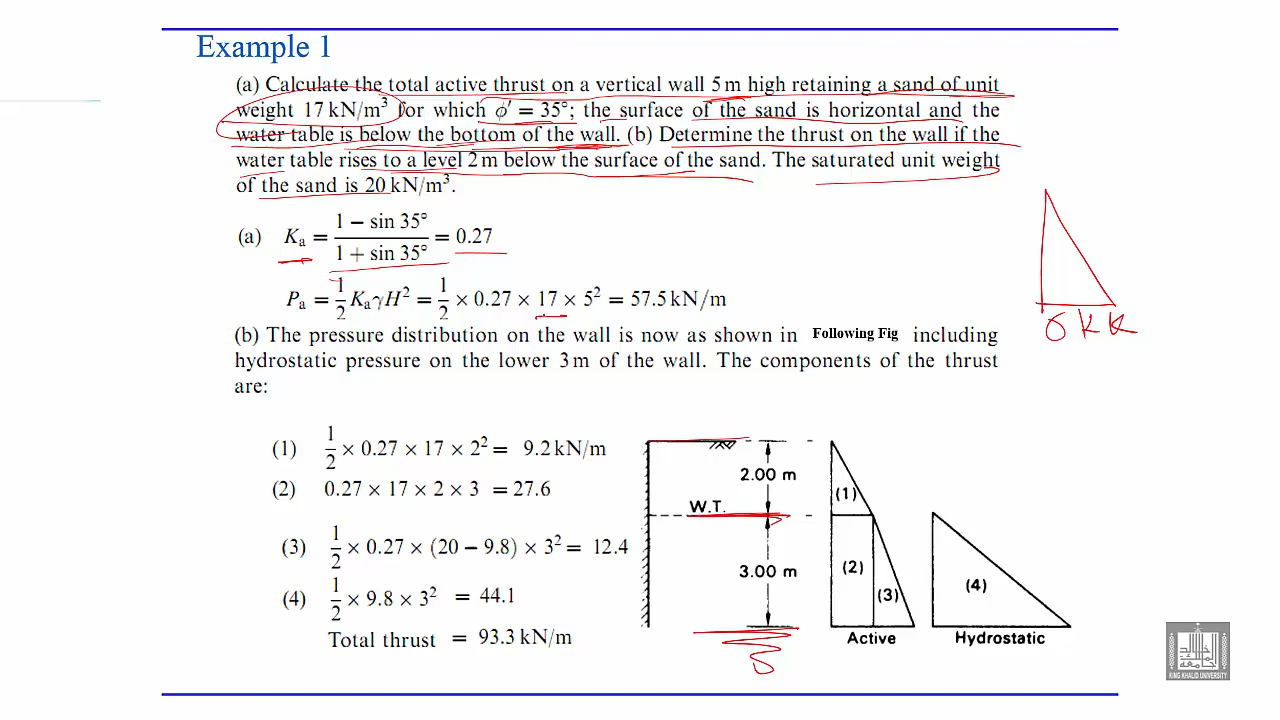 Example 1
(a) Calculate the total active thrust on a vertical wall 5 m high retaining a sand of unit
weight 17 kN/m³ for which ϕ′ = 35°; the surface of the sand is horizontal and the
water table is below the bottom of the wall. (b) Determine the thrust on the wall if the
water table rises to a level 2 m below the surface of the sand. The saturated unit weight
of the sand is 20 kN/m³.
(a) Kₐ = (1 − sin 35°)/(1 + sin 35°) = 0.27
Pₐ = 1/2 KₐγH² = 1/2 × 0.27 × 17 × 5² = 57.5 kN/m
(b) The pressure distribution on the wall is now as shown in Following Fig including
hydrostatic pressure on the lower 3 m of the wall. The components of the thrust
are:
(1) 1/2 × 0.27 × 17 × 2² = 9.2 kN/m
(2) 0.27 × 17 × 2 × 3 = 27.6
(3) 1/2 × 0.27 × (20 − 9.8) × 3² = 12.4
(4) 1/2 × 9.8 × 3² = 44.1
Total thrust = 93.3 kN/m
2.00 m
W.T.
3.00 m
(1)
(2)
(3)
Active
(4)
Hydrostatic
KING KHALID UNIVERSITY